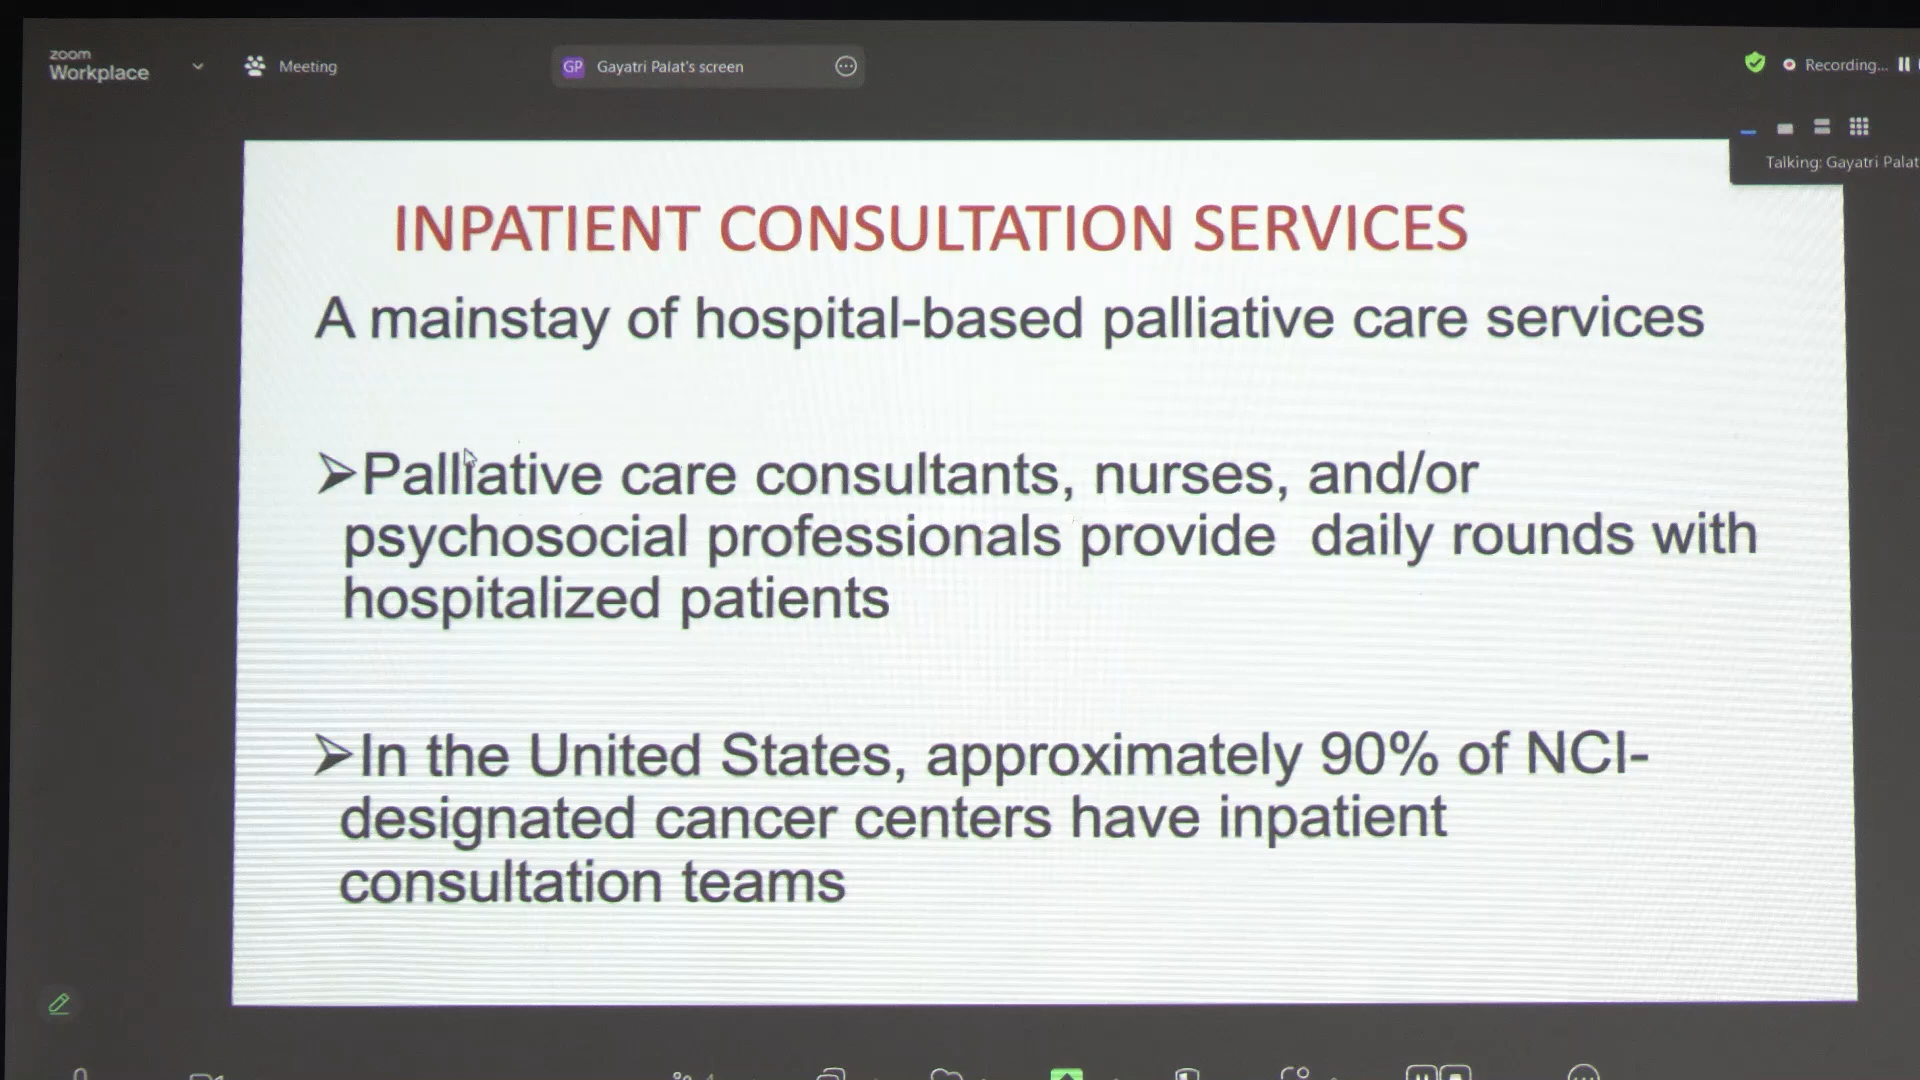 zoom
Workplace
Meeting
GP Gayatri Palat's screen
Recording...
Talking: Gayatri Palat
INPATIENT CONSULTATION SERVICES
A mainstay of hospital-based palliative care services
➢Palliative care consultants, nurses, and/or
psychosocial professionals provide daily rounds with
hospitalized patients
➢In the United States, approximately 90% of NCI-
designated cancer centers have inpatient
consultation teams